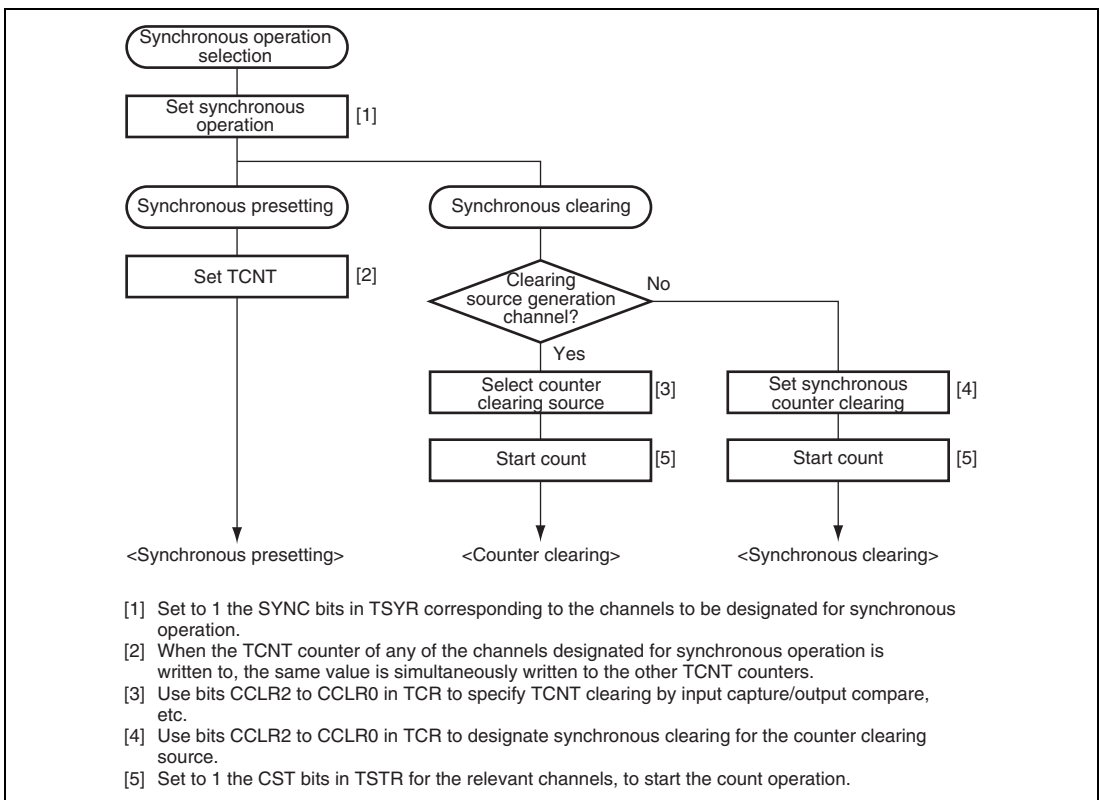 Synchronous operation
selection
Set synchronous
operation
[1]
Synchronous presetting
Synchronous clearing
Set TCNT
[2]
Clearing
source generation
channel?
No
Yes
Select counter
clearing source
[3]
Set synchronous
counter clearing
[4]
Start count
[5]
Start count
[5]
<Synchronous presetting>
<Counter clearing>
<Synchronous clearing>
[1] Set to 1 the SYNC bits in TSYR corresponding to the channels to be designated for synchronous
operation.
[2] When the TCNT counter of any of the channels designated for synchronous operation is
written to, the same value is simultaneously written to the other TCNT counters.
[3] Use bits CCLR2 to CCLR0 in TCR to specify TCNT clearing by input capture/output compare,
etc.
[4] Use bits CCLR2 to CCLR0 in TCR to designate synchronous clearing for the counter clearing
source.
[5] Set to 1 the CST bits in TSTR for the relevant channels, to start the count operation.